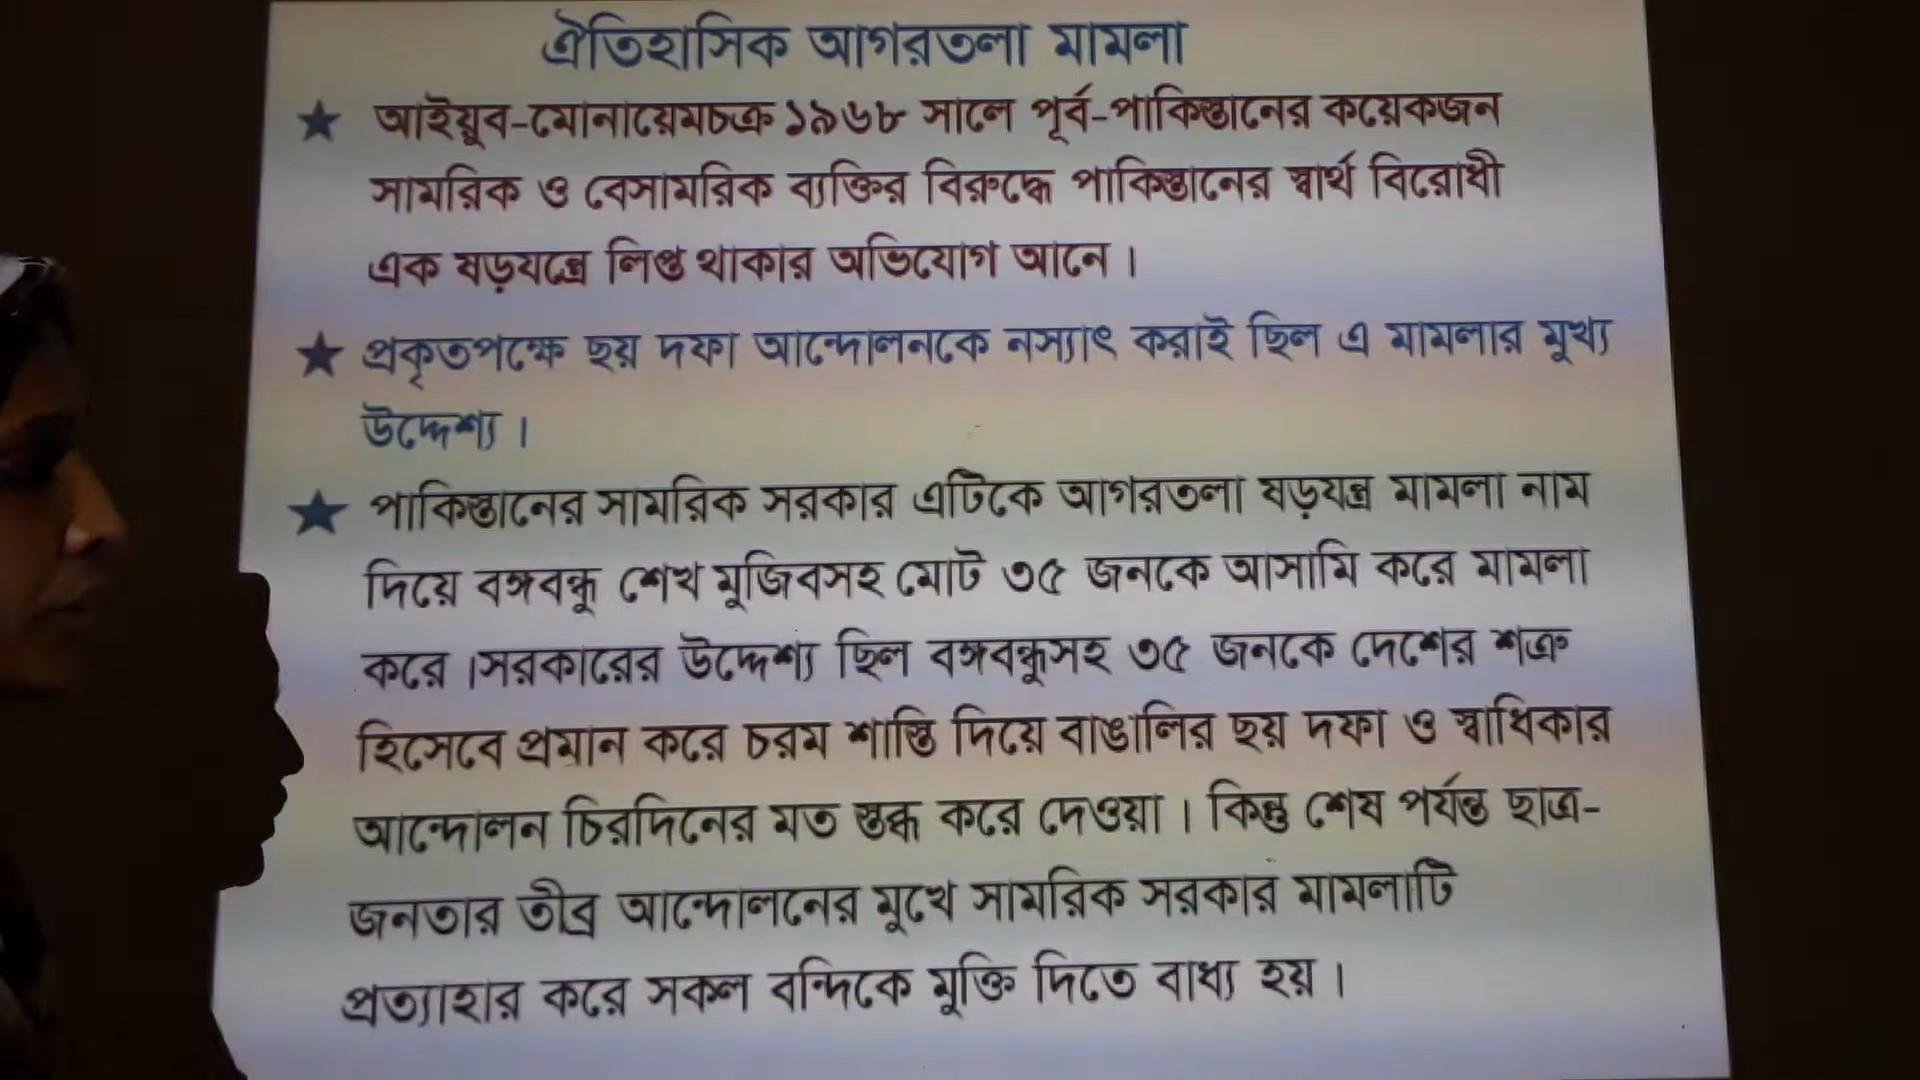 ঐতিহাসিক আগরতলা মামলা
★ আইয়ুব-মোনায়েমচক্র ১৯৬৮ সালে পূর্ব-পাকিস্তানের কয়েকজন
সামরিক ও বেসামরিক ব্যক্তির বিরুদ্ধে পাকিস্তানের স্বার্থ বিরোধী
এক ষড়যন্ত্রে লিপ্ত থাকার অভিযোগ আনে ।
★ প্রকৃতপক্ষে ছয় দফা আন্দোলনকে নস্যাৎ করাই ছিল এ মামলার মুখ্য
উদ্দেশ্য ।
★ পাকিস্তানের সামরিক সরকার এটিকে আগরতলা ষড়যন্ত্র মামলা নাম
দিয়ে বঙ্গবন্ধু শেখ মুজিবসহ মোট ৩৫ জনকে আসামি করে মামলা
করে ।সরকারের উদ্দেশ্য ছিল বঙ্গবন্ধুসহ ৩৫ জনকে দেশের শত্রু
হিসেবে প্রমান করে চরম শাস্তি দিয়ে বাঙালির ছয় দফা ও স্বাধিকার
আন্দোলন চিরদিনের মত স্তব্ধ করে দেওয়া । কিন্তু শেষ পর্যন্ত ছাত্র-
জনতার তীব্র আন্দোলনের মুখে সামরিক সরকার মামলাটি
প্রত্যাহার করে সকল বন্দিকে মুক্তি দিতে বাধ্য হয় ।